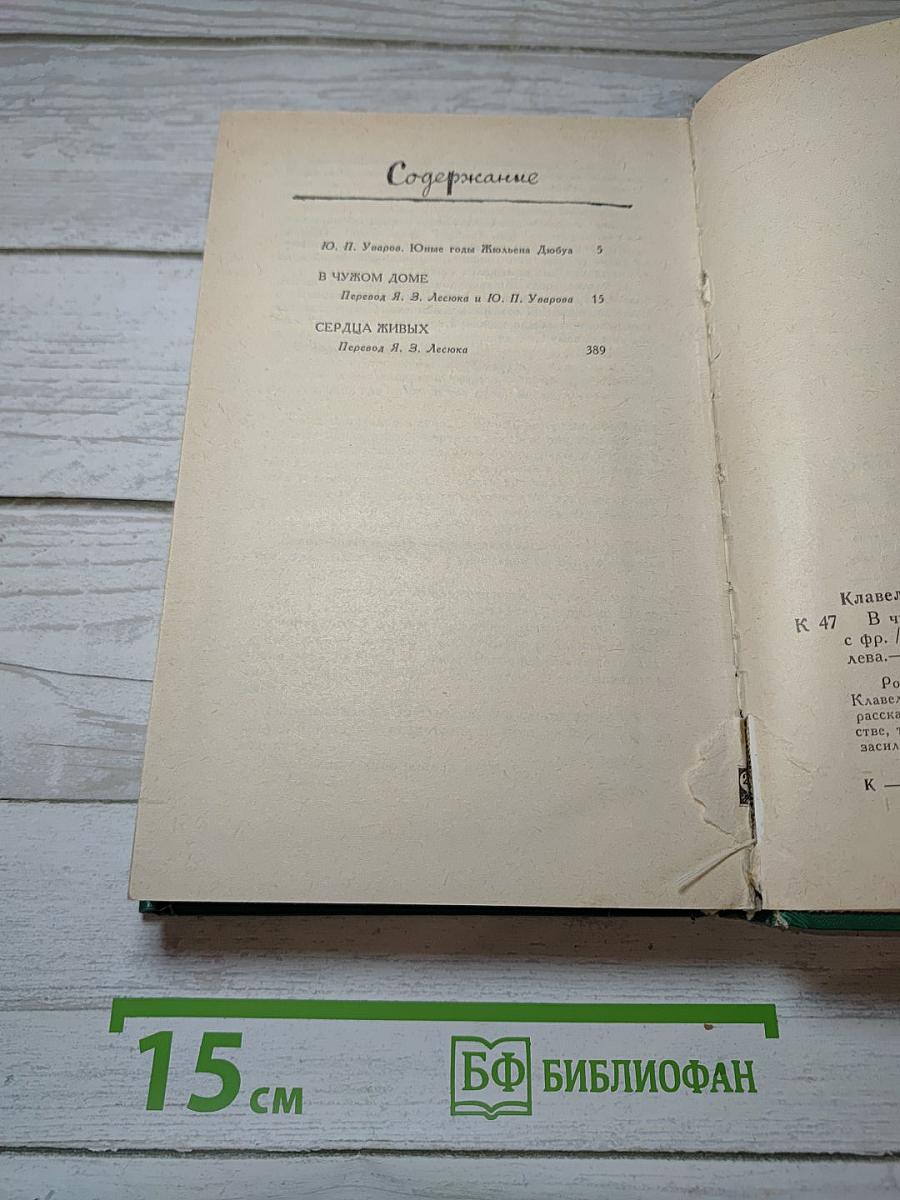 Содержание
Ю. П. Уваров. Юные годы Жюльена Дюбуа 5
В ЧУЖОМ ДОМЕ
Перевод Я. З. Лесюка и Ю. П. Уварова 15
СЕРДЦА ЖИВЫХ
Перевод Я. З. Лесюка 389
Клавел
К 47 В ч
с фр. /
лева.—
Ро
Клавел
расска
стве, т
засил
К —
15 см
БФ БИБЛИОФАН